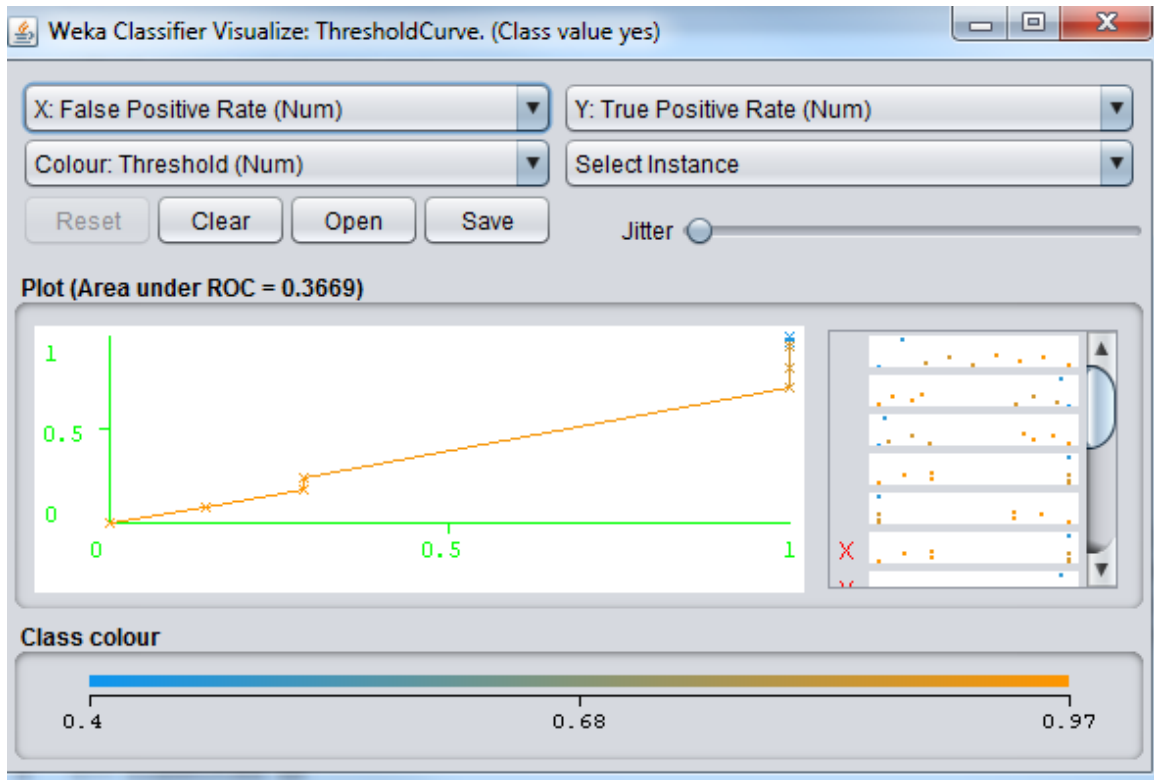 Weka Classifier Visualize: ThresholdCurve. (Class value yes)
X: False Positive Rate (Num)
Y: True Positive Rate (Num)
Colour: Threshold (Num)
Select Instance
Reset
Clear
Open
Save
Jitter
Plot (Area under ROC = 0.3669)
1
0.5
0
0
0.5
1
X
Class colour
0.4
0.68
0.97